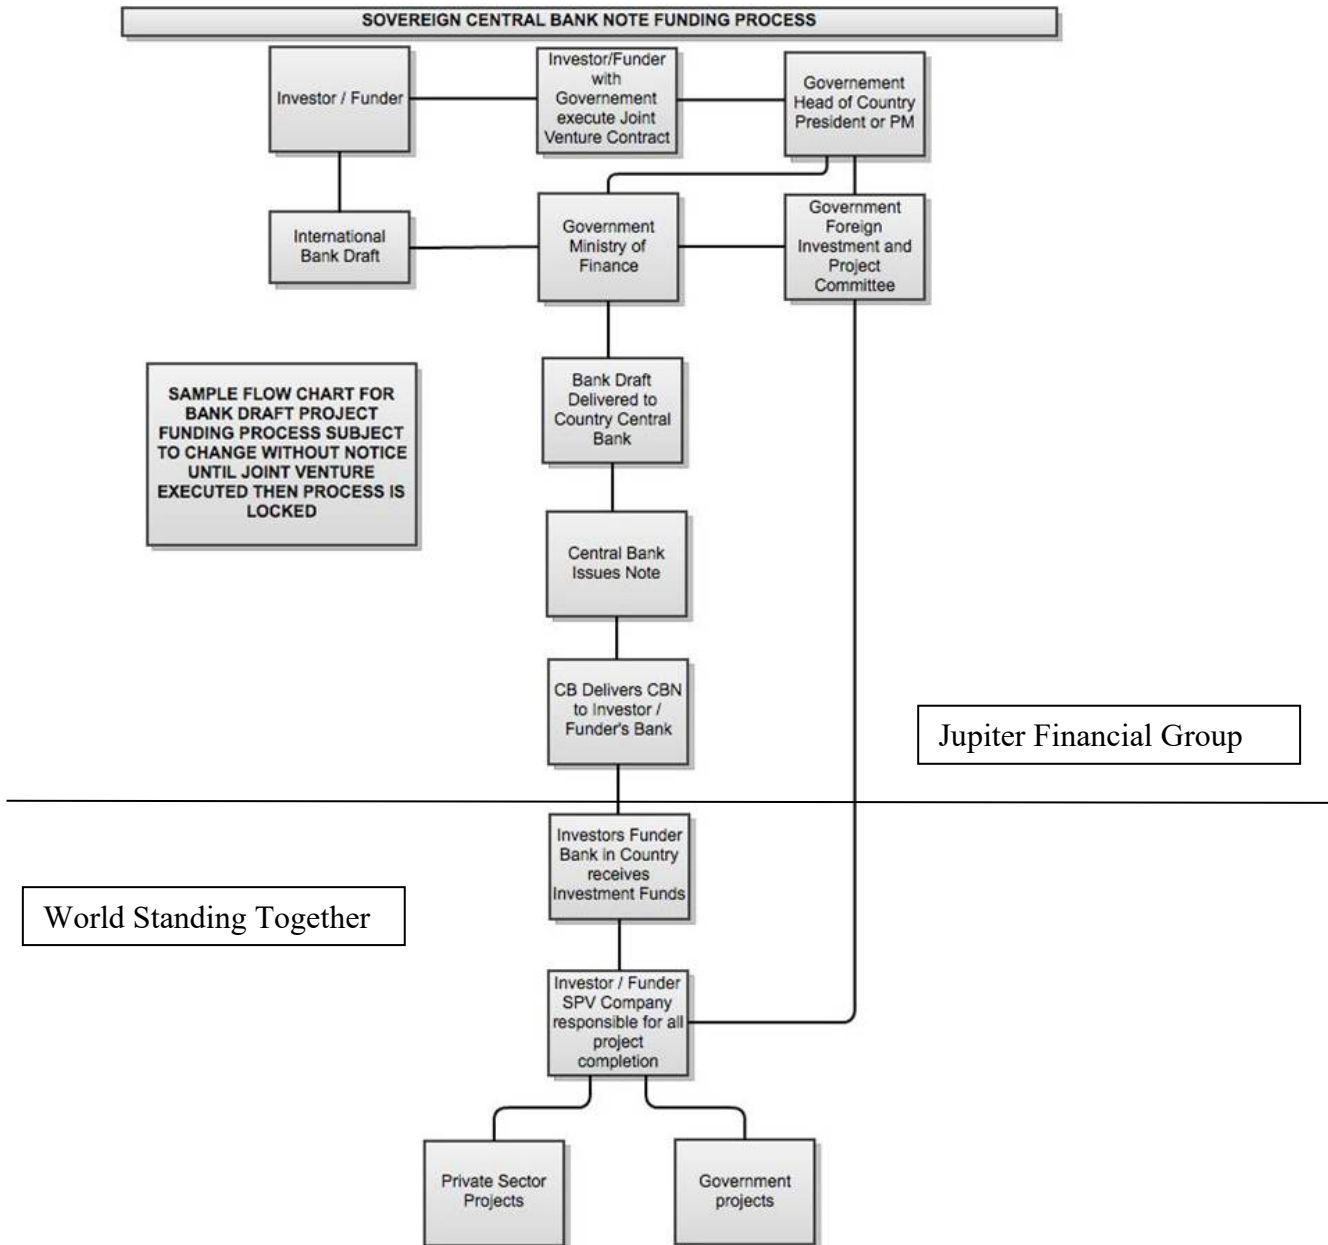 SOVEREIGN CENTRAL BANK NOTE FUNDING PROCESS
Investor / Funder
Investor/Funder
with
Governement
execute Joint
Venture Contract
Governement
Head of Country
President or PM
International
Bank Draft
Government
Ministry of
Finance
Government
Foreign
Investment and
Project
Committee
SAMPLE FLOW CHART FOR
BANK DRAFT PROJECT
FUNDING PROCESS SUBJECT
TO CHANGE WITHOUT NOTICE
UNTIL JOINT VENTURE
EXECUTED THEN PROCESS IS
LOCKED
Bank Draft
Delivered to
Country Central
Bank
Central Bank
Issues Note
CB Delivers CBN
to Investor /
Funder's Bank
Jupiter Financial Group
Investors Funder
Bank in Country
receives
Investment Funds
World Standing Together
Investor / Funder
SPV Company
responsible for all
project
completion
Private Sector
Projects
Government
projects